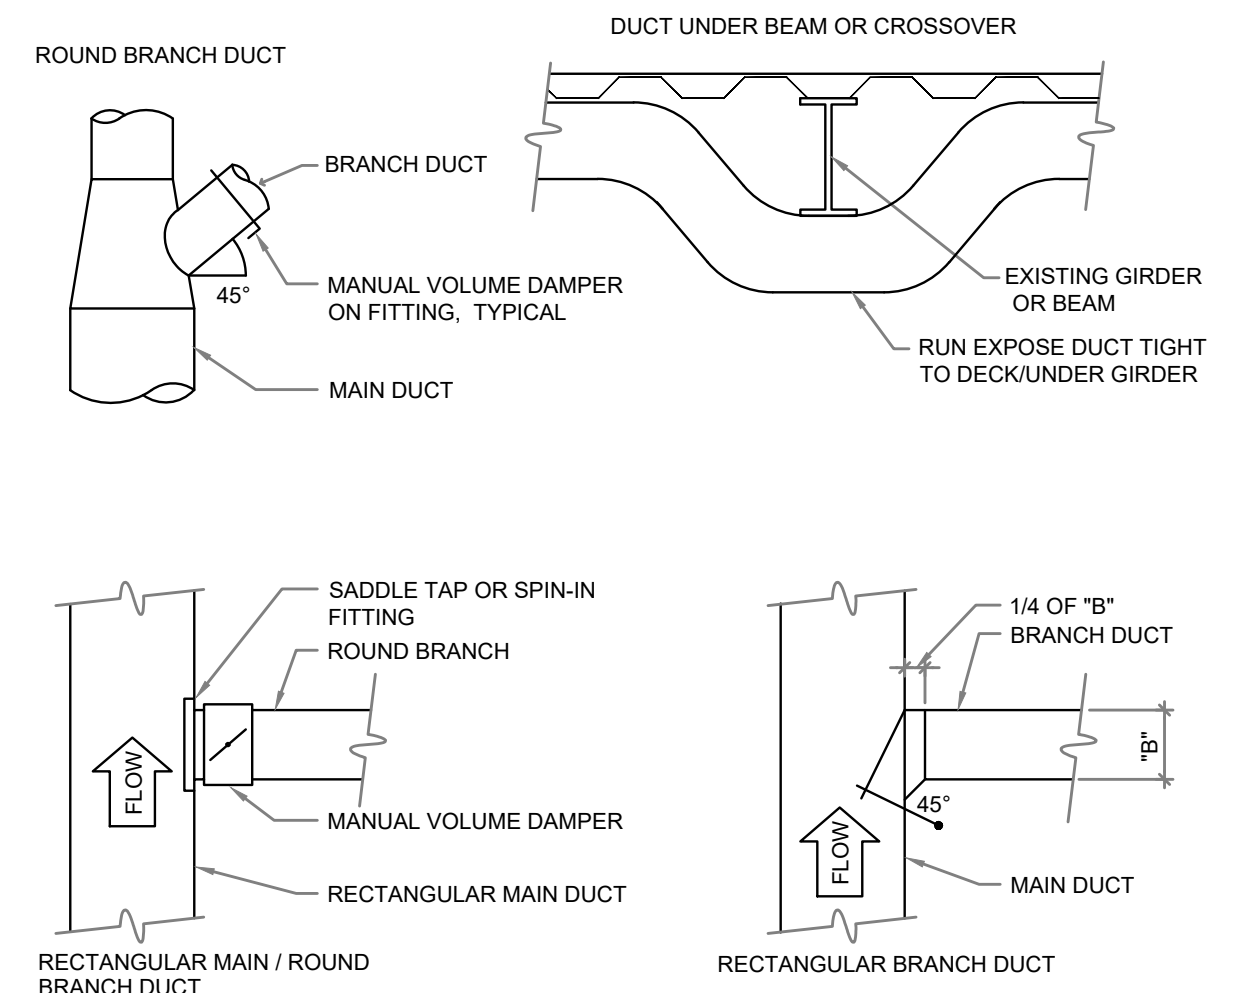 ROUND BRANCH DUCT
BRANCH DUCT
45°
MANUAL VOLUME DAMPER
ON FITTING, TYPICAL
MAIN DUCT
DUCT UNDER BEAM OR CROSSOVER
EXISTING GIRDER
OR BEAM
RUN EXPOSE DUCT TIGHT
TO DECK/UNDER GIRDER
SADDLE TAP OR SPIN-IN
FITTING
ROUND BRANCH
FLOW
MANUAL VOLUME DAMPER
RECTANGULAR MAIN DUCT
RECTANGULAR MAIN / ROUND
BRANCH DUCT
1/4 OF "B"
BRANCH DUCT
"B"
45°
FLOW
MAIN DUCT
RECTANGULAR BRANCH DUCT